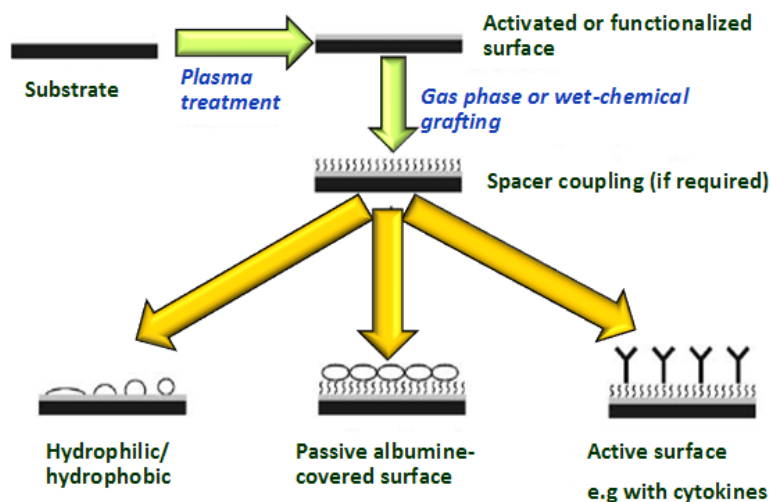 Substrate
Plasma
treatment
Activated or functionalized
surface
Gas phase or wet-chemical
grafting
Spacer coupling (if required)
Hydrophilic/
hydrophobic
Passive albumine-
covered surface
Active surface
e.g with cytokines